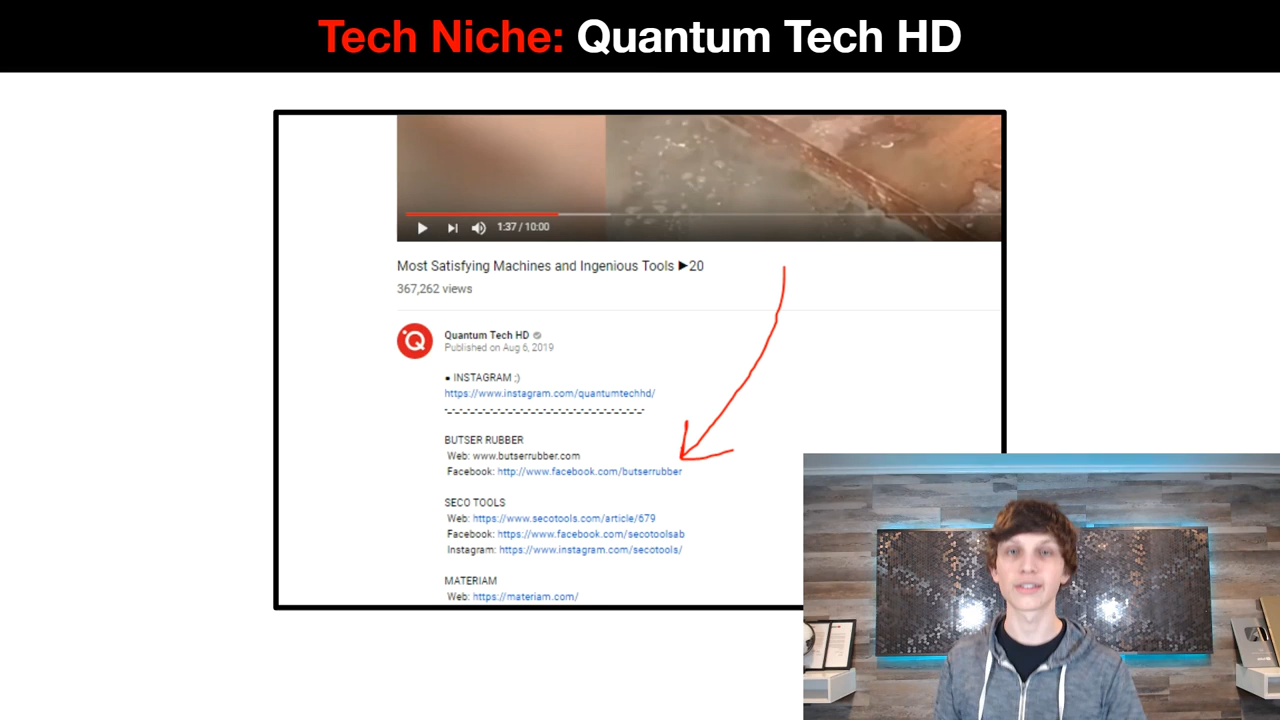 Tech Niche: Quantum Tech HD
1:37 / 10:00
Most Satisfying Machines and Ingenious Tools ►20
367,262 views
Quantum Tech HD
Published on Aug 6, 2019
● INSTAGRAM ;)
https://www.instagram.com/quantumtechhd/
BUTSER RUBBER
Web: www.butserrubber.com
Facebook: http://www.facebook.com/butserrubber
SECO TOOLS
Web: https://www.secotools.com/article/679
Facebook: https://www.facebook.com/secotoolsab
Instagram: https://www.instagram.com/secotools/
MATERIAM
Web: https://materiam.com/